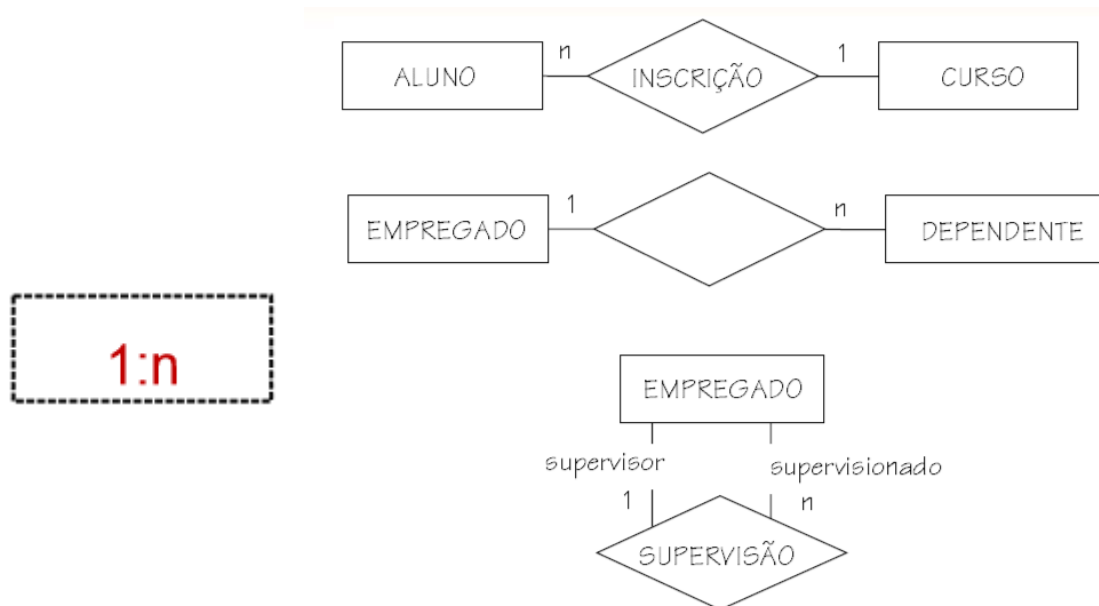 n
1
ALUNO
INSCRIÇÃO
CURSO
1
n
EMPREGADO
DEPENDENTE
1:n
EMPREGADO
supervisor
supervisionado
1
n
SUPERVISÃO